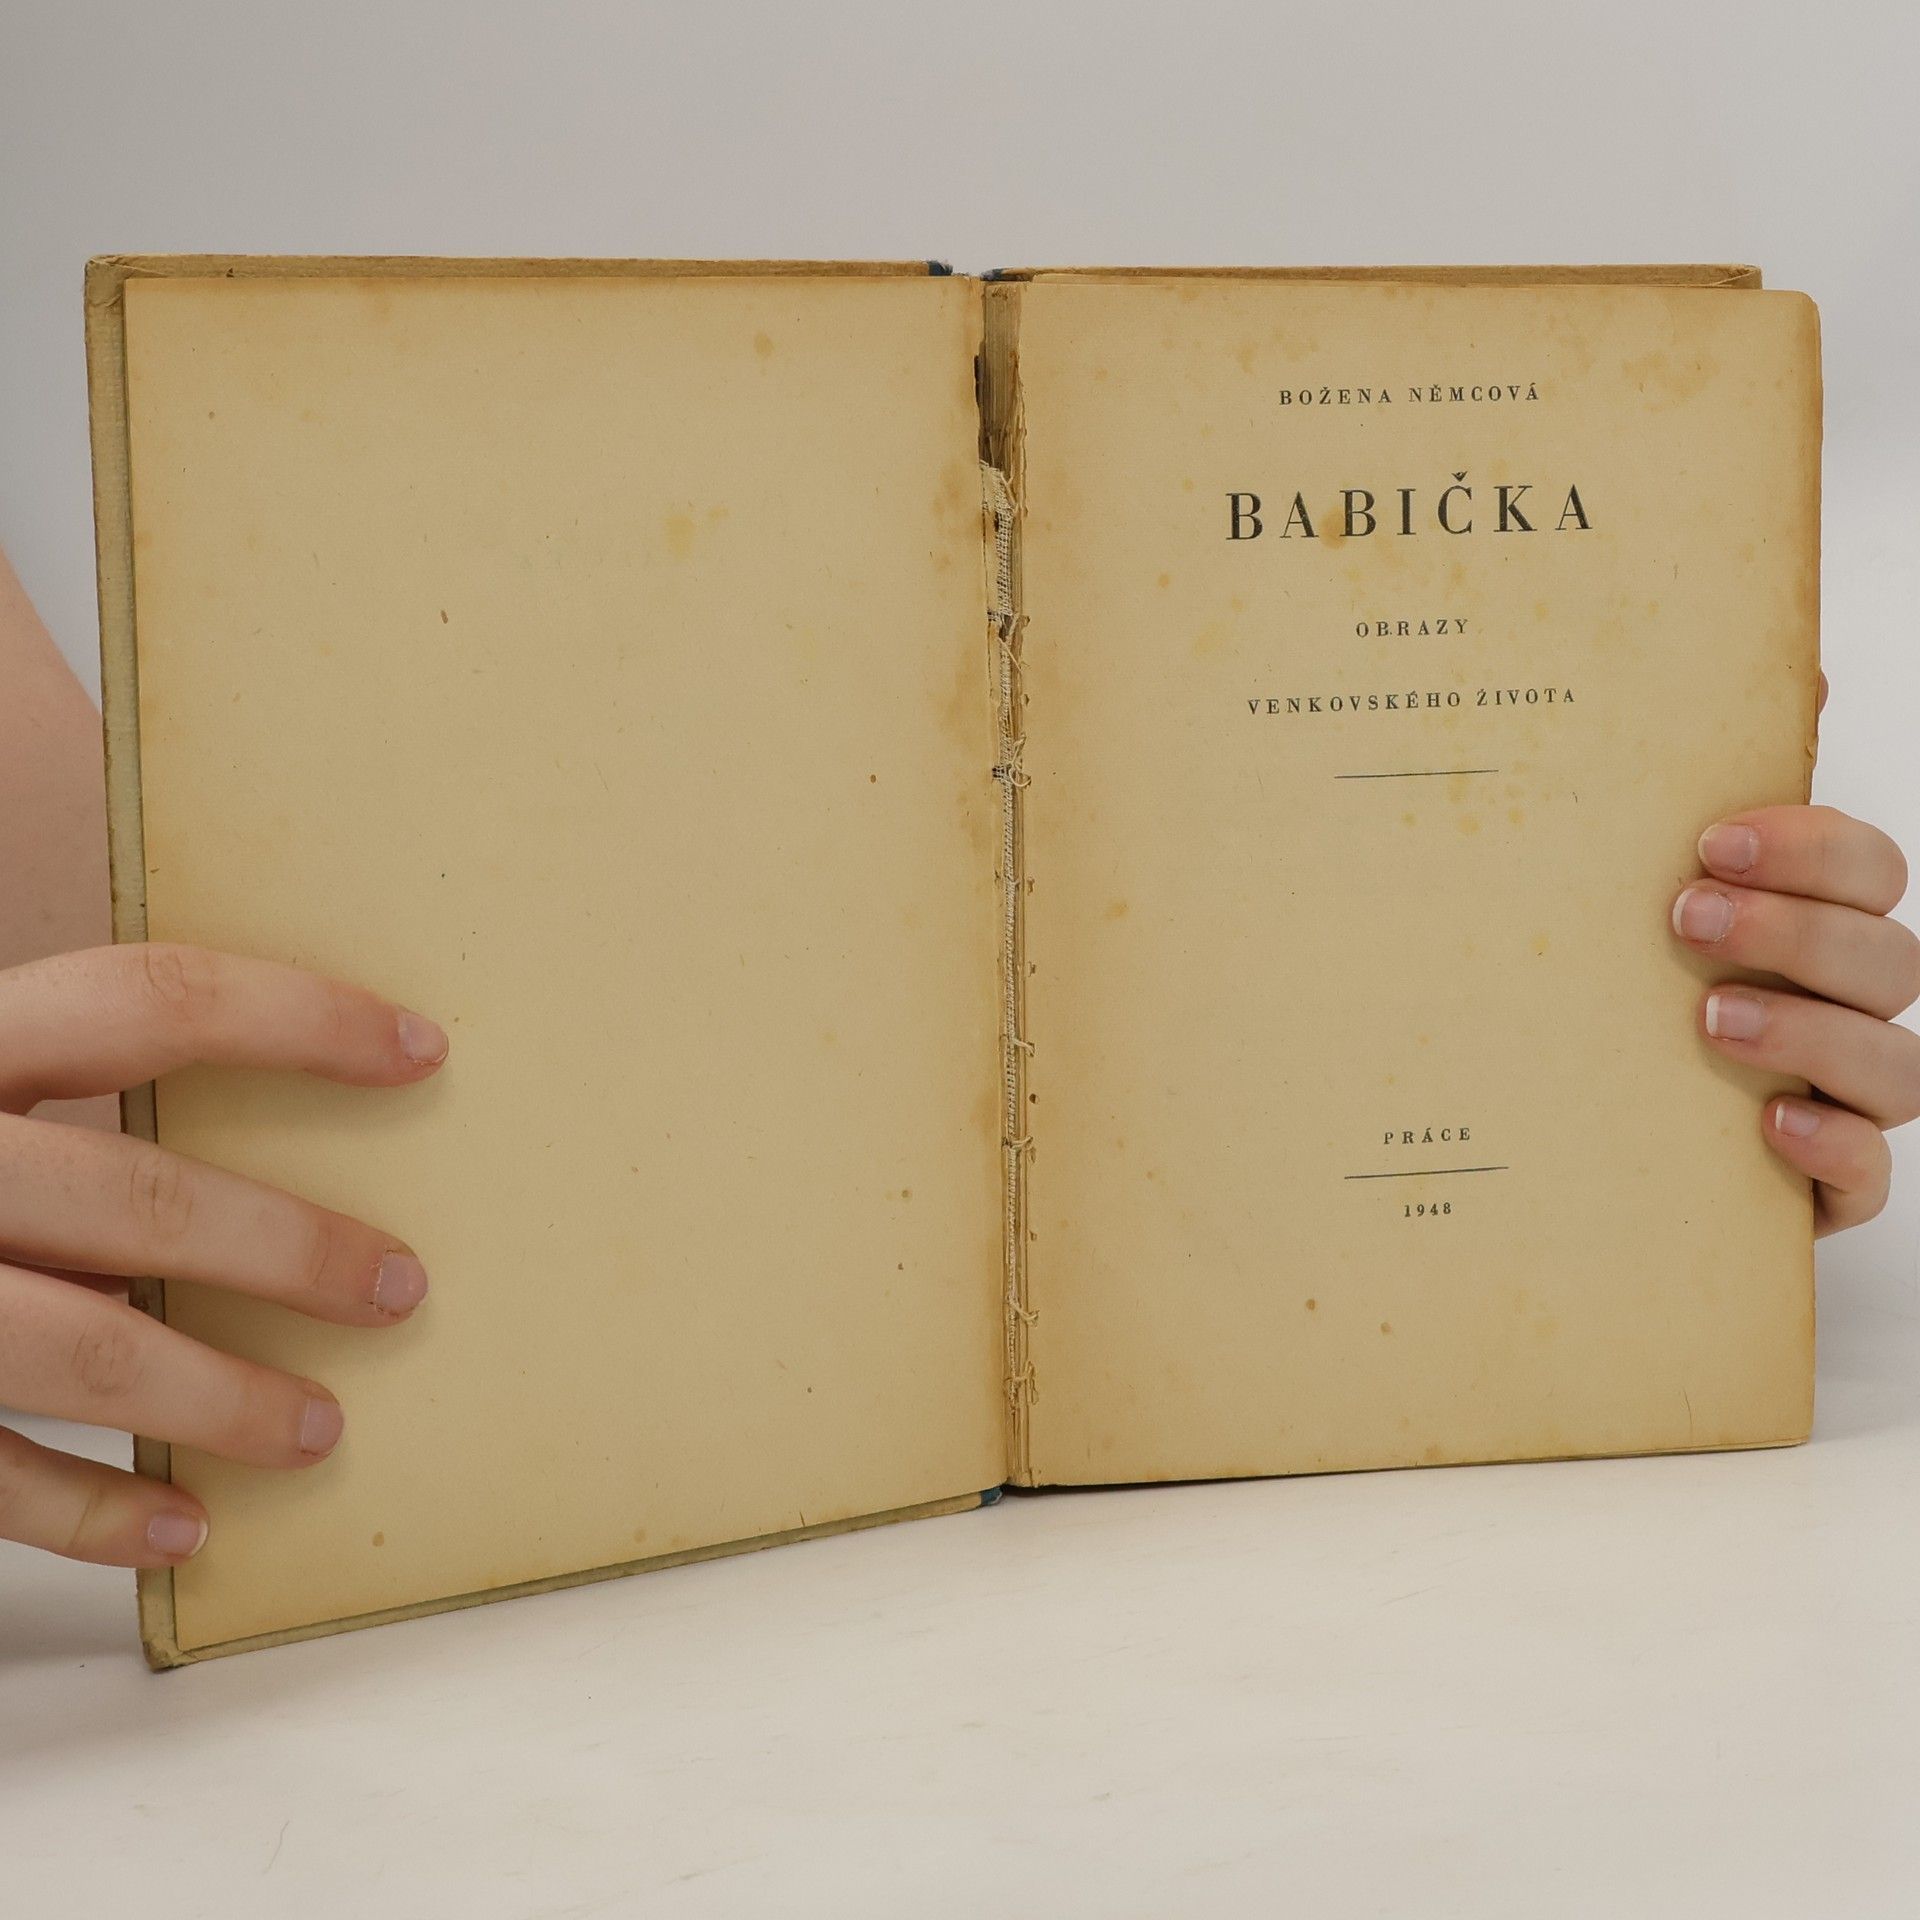 BOŽENA NĚMCOVÁ
BABIČKA
OBRAZY
VENKOVSKÉHO ŽIVOTA
PRÁCE
1948